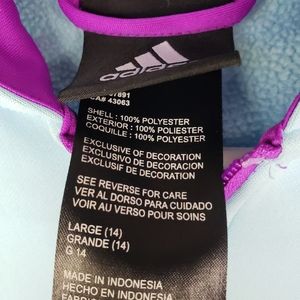 adidas
CA# 43063
SHELL : 100% POLYESTER
EXTERIOR : 100% POLIESTER
COQUILLE : 100% POLYESTER
EXCLUSIVE OF DECORATION
EXCLUSIVO DE DECORACIÓN
EXCLUSIF DE DÉCORATION
SEE REVERSE FOR CARE
VER AL DORSO PARA CUIDADO
VOIR AU VERSO POUR SOINS
LARGE (14)
GRANDE (14)
G 14
MADE IN INDONESIA
HECHO EN INDONESIA